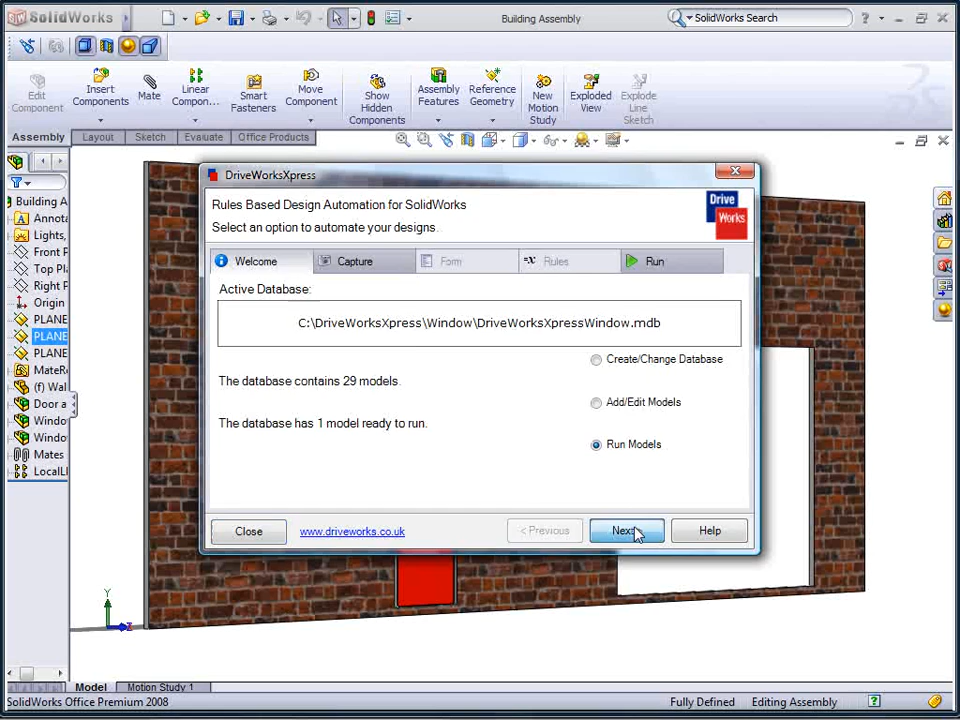 SolidWorks
Building Assembly
SolidWorks Search
Edit
Component
Insert
Components
Mate
Linear
Compon...
Smart
Fasteners
Move
Component
Show
Hidden
Components
Assembly
Features
Reference
Geometry
New
Motion
Study
Exploded
View
Explode
Line
Sketch
Assembly
Layout
Sketch
Evaluate
Office Products
Building A
Annota
Lights,
Front P
Top Pl
Right P
Origin
PLANE
PLANE
PLANE
MateRe
(f) Wal
Door a
Windo
Windo
Mates
LocalLI
DriveWorksXpress
Rules Based Design Automation for SolidWorks
Select an option to automate your designs.
Drive
Works
Welcome
Capture
Form
Rules
Run
Active Database:
C:\DriveWorksXpress\Window\DriveWorksXpressWindow.mdb
Create/Change Database
The database contains 29 models.
Add/Edit Models
The database has 1 model ready to run.
Run Models
Close
www.driveworks.co.uk
< Previous
Next
Help
Y
Z
Model
Motion Study 1
SolidWorks Office Premium 2008
Fully Defined
Editing Assembly